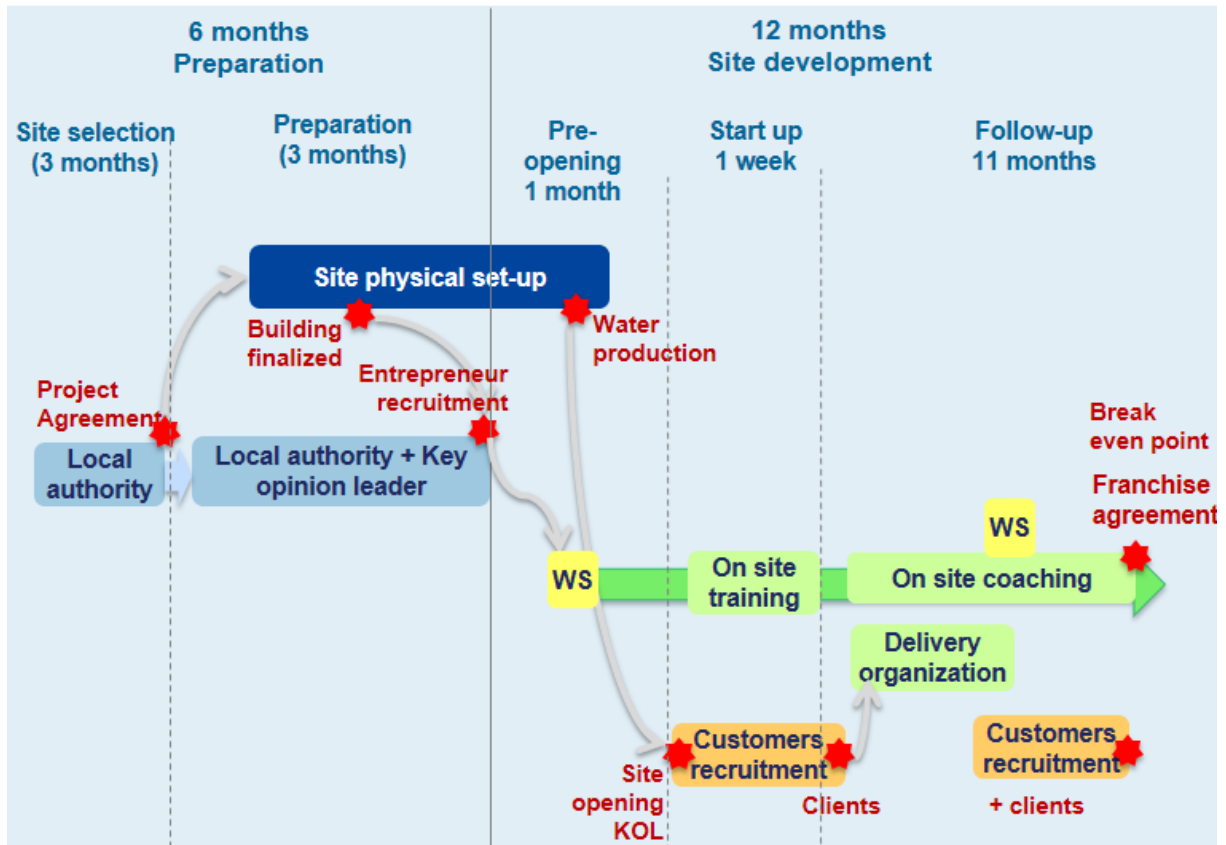 6 months
Preparation
12 months
Site development
Site selection
(3 months)
Preparation
(3 months)
Pre-
opening
1 month
Start up
1 week
Follow-up
11 months
Site physical set-up
Building
finalized
Water
production
Entrepreneur
recruitment
Project
Agreement
Local
authority
Local authority + Key
opinion leader
Break
even point
Franchise
agreement
WS
WS
On site
training
On site coaching
Delivery
organization
Customers
recruitment
Customers
recruitment
Site
opening
KOL
Clients
+ clients